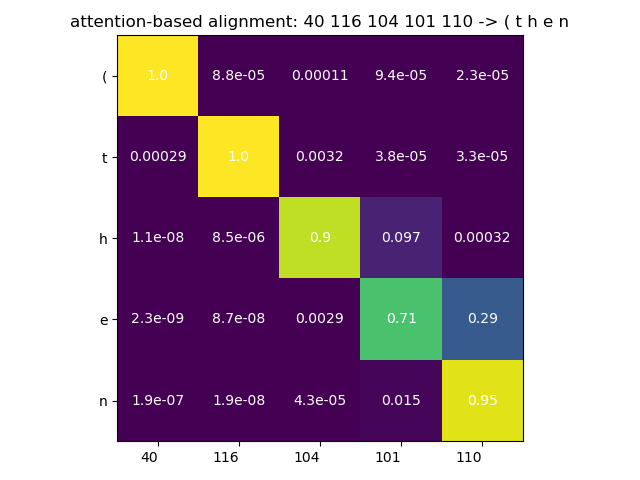 attention-based alignment: 40 116 104 101 110 -> ( t h e n
( 1.0 8.8e-05 0.00011 9.4e-05 2.3e-05
t 0.00029 1.0 0.0032 3.8e-05 3.3e-05
h 1.1e-08 8.5e-06 0.9 0.097 0.00032
e 2.3e-09 8.7e-08 0.0029 0.71 0.29
n 1.9e-07 1.9e-08 4.3e-05 0.015 0.95
40 116 104 101 110